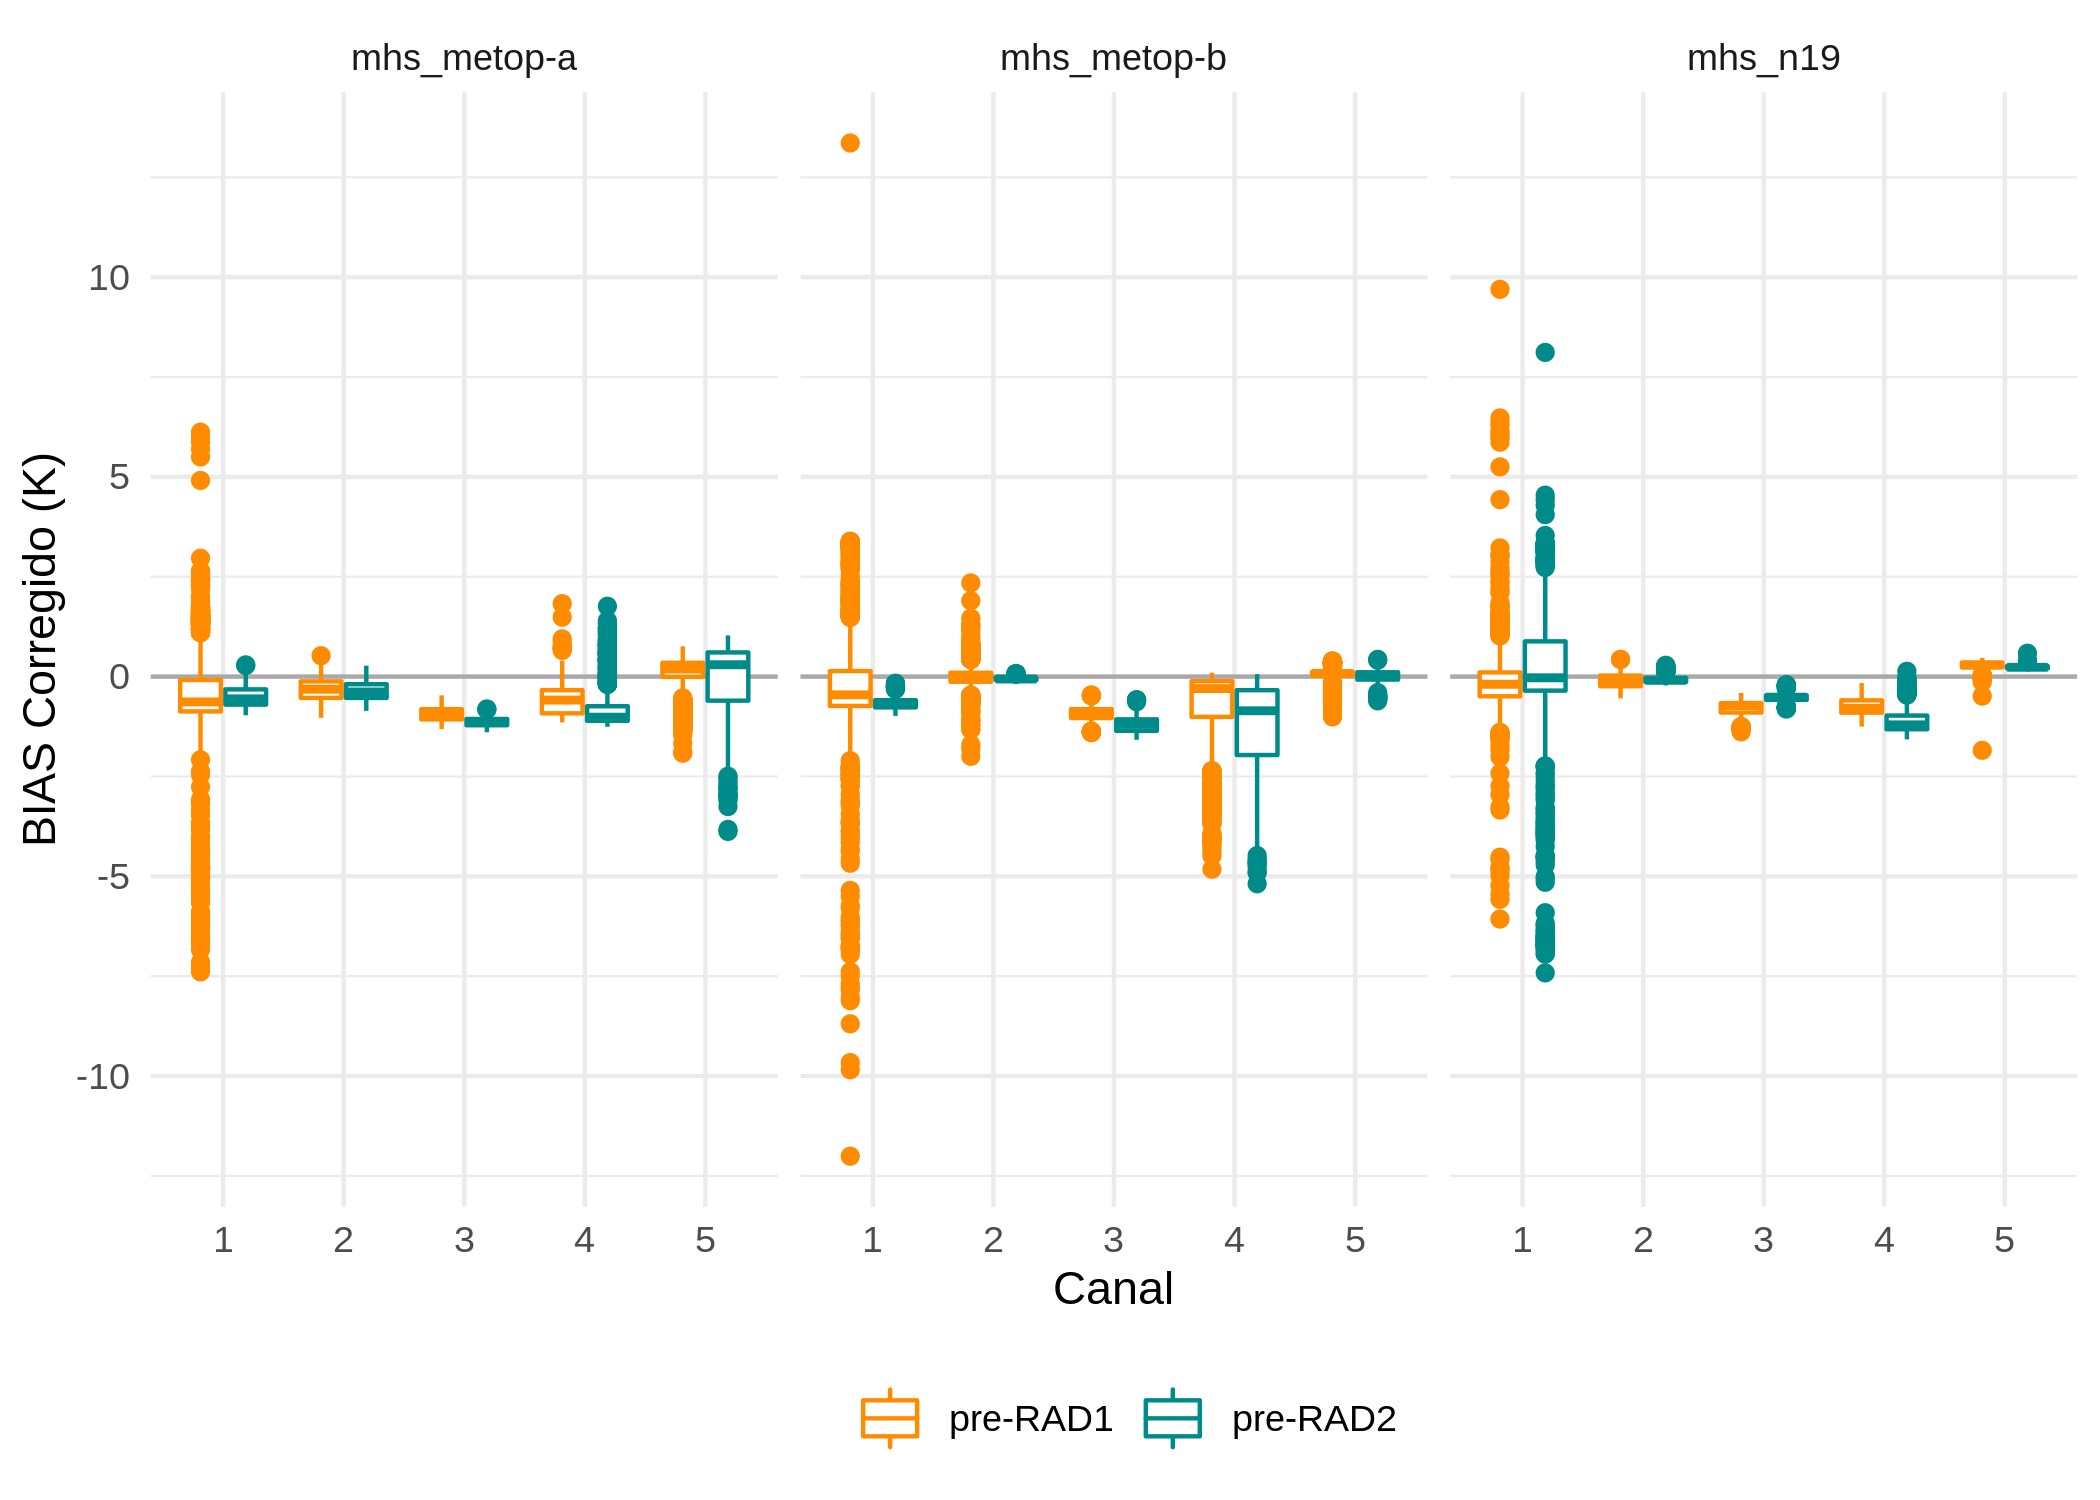 mhs_metop-a mhs_metop-b mhs_n19
BIAS Corregido (K)
10
5
0
-5
-10
1 2 3 4 5 1 2 3 4 5 1 2 3 4 5
Canal
pre-RAD1 pre-RAD2